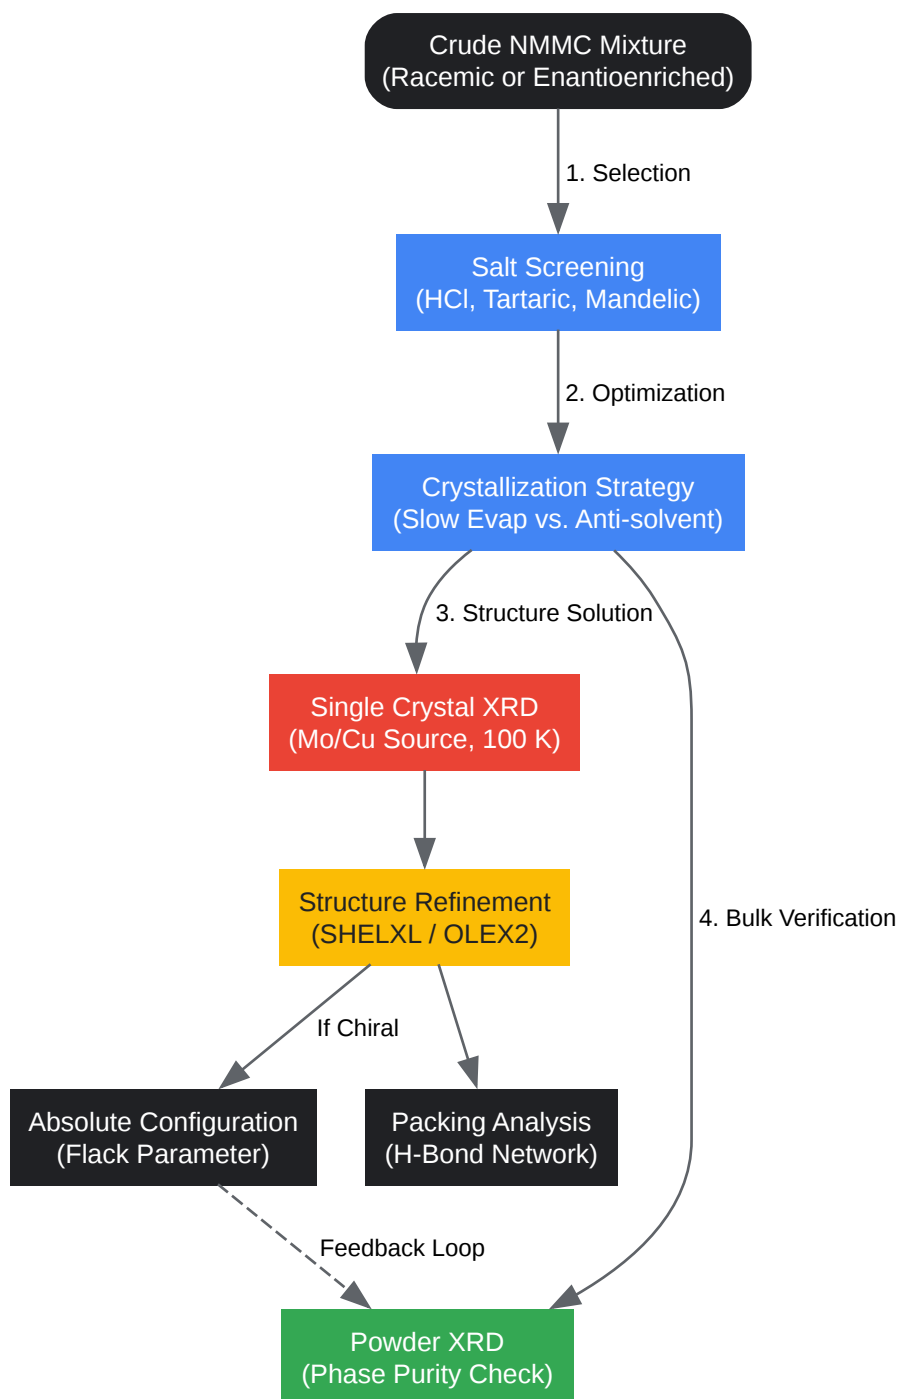 Crude NMMC Mixture
(Racemic or Enantioenriched)
1. Selection
Salt Screening
(HCl, Tartaric, Mandelic)
2. Optimization
Crystallization Strategy
(Slow Evap vs. Anti-solvent)
3. Structure Solution
Single Crystal XRD
(Mo/Cu Source, 100 K)
Structure Refinement
(SHELXL / OLEX2)
4. Bulk Verification
If Chiral
Absolute Configuration
(Flack Parameter)
Packing Analysis
(H-Bond Network)
Feedback Loop
Powder XRD
(Phase Purity Check)